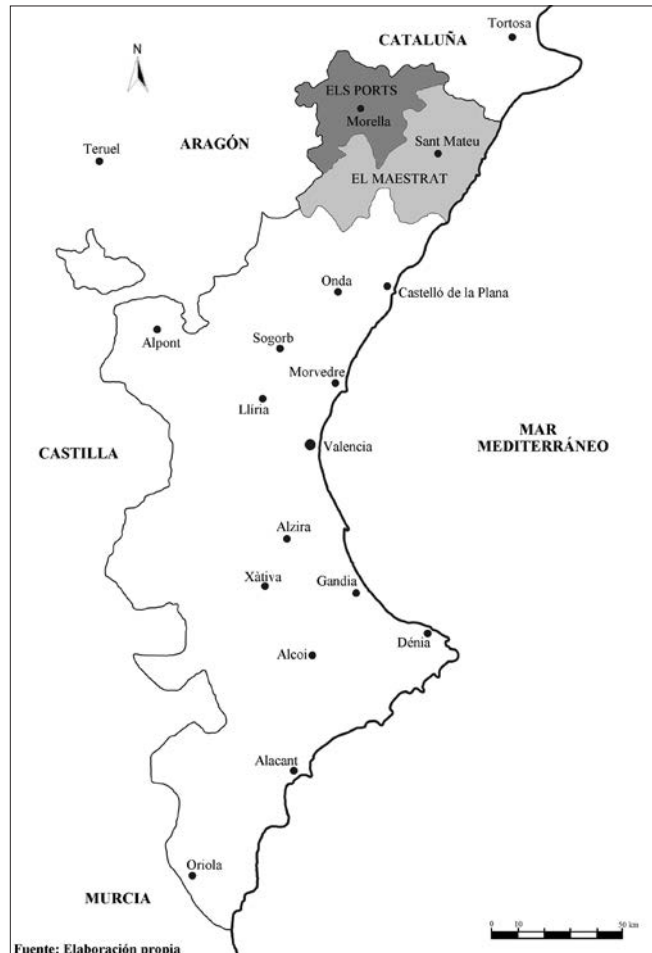 Tortosa
CATALUÑA
N
ELS PORTS
Morella
ARAGÓN
Sant Mateu
Teruel
EL MAESTRAT
Onda
Castelló de la Plana
Alpont
Sogorb
Morvedre
Llíria
MAR
MEDITERRÁNEO
CASTILLA
Valencia
Alzira
Xàtiva
Gandia
Dénia
Alcoi
Alacant
Oriola
MURCIA
0 10 50 km
Fuente: Elaboración propia